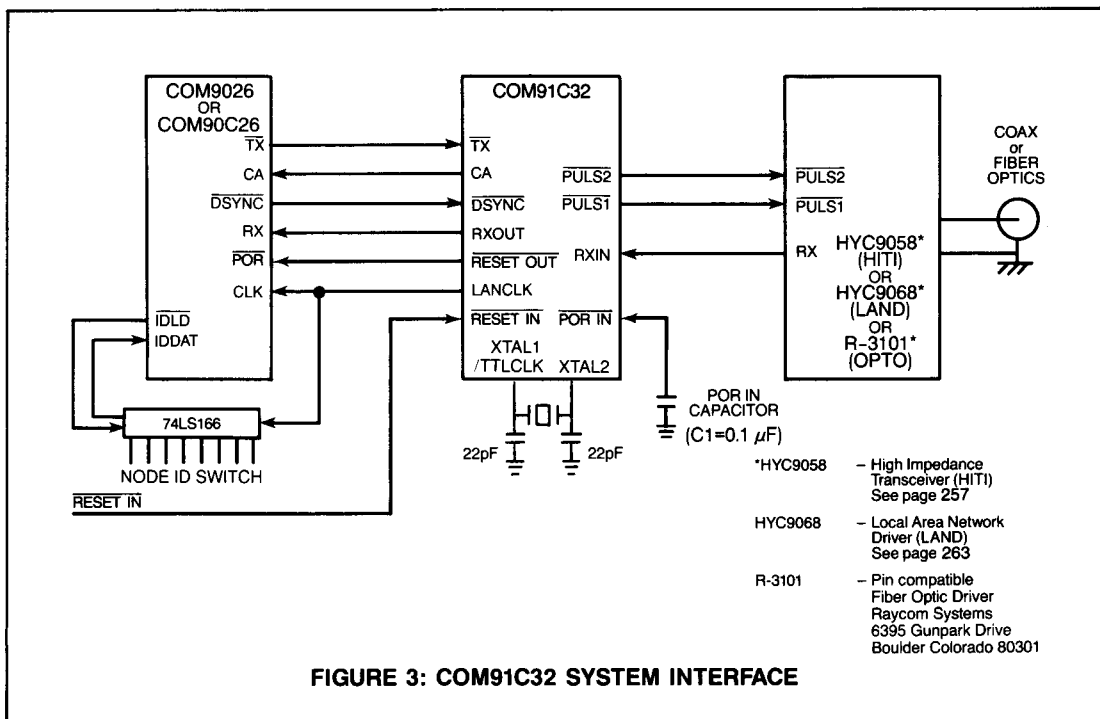 COM9026
OR
COM90C26
TX
CA
DSYNC
RX
POR
CLK
IDLD
IDDAT
74LS166
NODE ID SWITCH
RESET IN
COM91C32
TX
CA
DSYNC
RXOUT
RESET OUT
LANCLK
RESET IN
PULS2
PULS1
RXIN
POR IN
XTAL1
/TTLCLK
XTAL2
22pF
22pF
POR IN
CAPACITOR
(C1=0.1 μF)
PULS2
PULS1
RX
HYC9058*
(HITI)
OR
HYC9068*
(LAND)
OR
R-3101*
(OPTO)
COAX
or
FIBER
OPTICS
*HYC9058 – High Impedance
Transceiver (HITI)
See page 257
HYC9068 – Local Area Network
Driver (LAND)
See page 263
R-3101 – Pin compatible
Fiber Optic Driver
Raycom Systems
6395 Gunpark Drive
Boulder Colorado 80301
FIGURE 3: COM91C32 SYSTEM INTERFACE